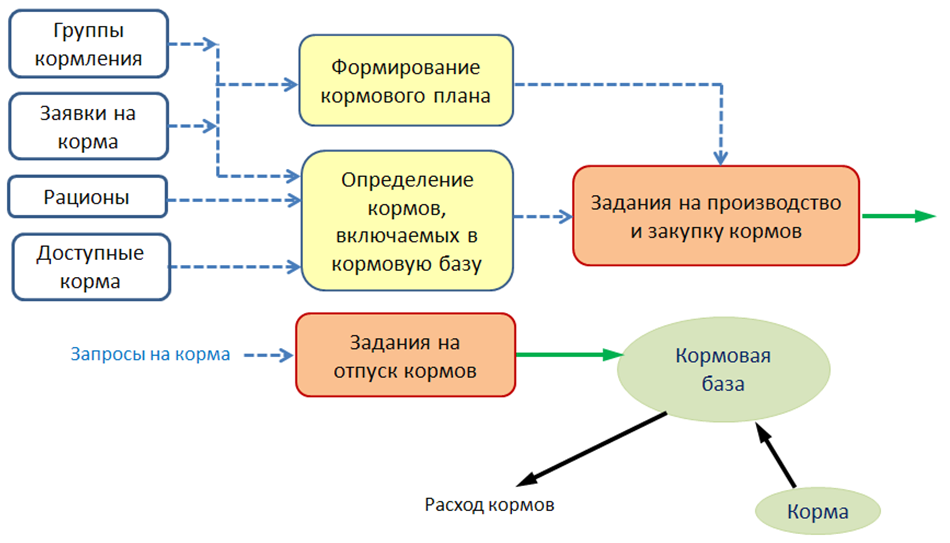 Группы
кормления
Заявки на
корма
Рационы
Доступные
корма
Формирование
кормового плана
Определение
кормов,
включаемых в
кормовую базу
Задания на производство
и закупку кормов
Запросы на корма
Задания на
отпуск кормов
Кормовая
база
Расход кормов
Корма